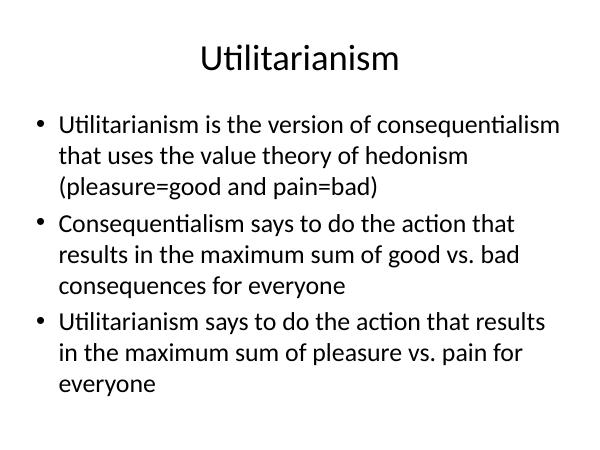 Utilitarianism
• Utilitarianism is the version of consequentialism
that uses the value theory of hedonism
(pleasure=good and pain=bad)
• Consequentialism says to do the action that
results in the maximum sum of good vs. bad
consequences for everyone
• Utilitarianism says to do the action that results
in the maximum sum of pleasure vs. pain for
everyone